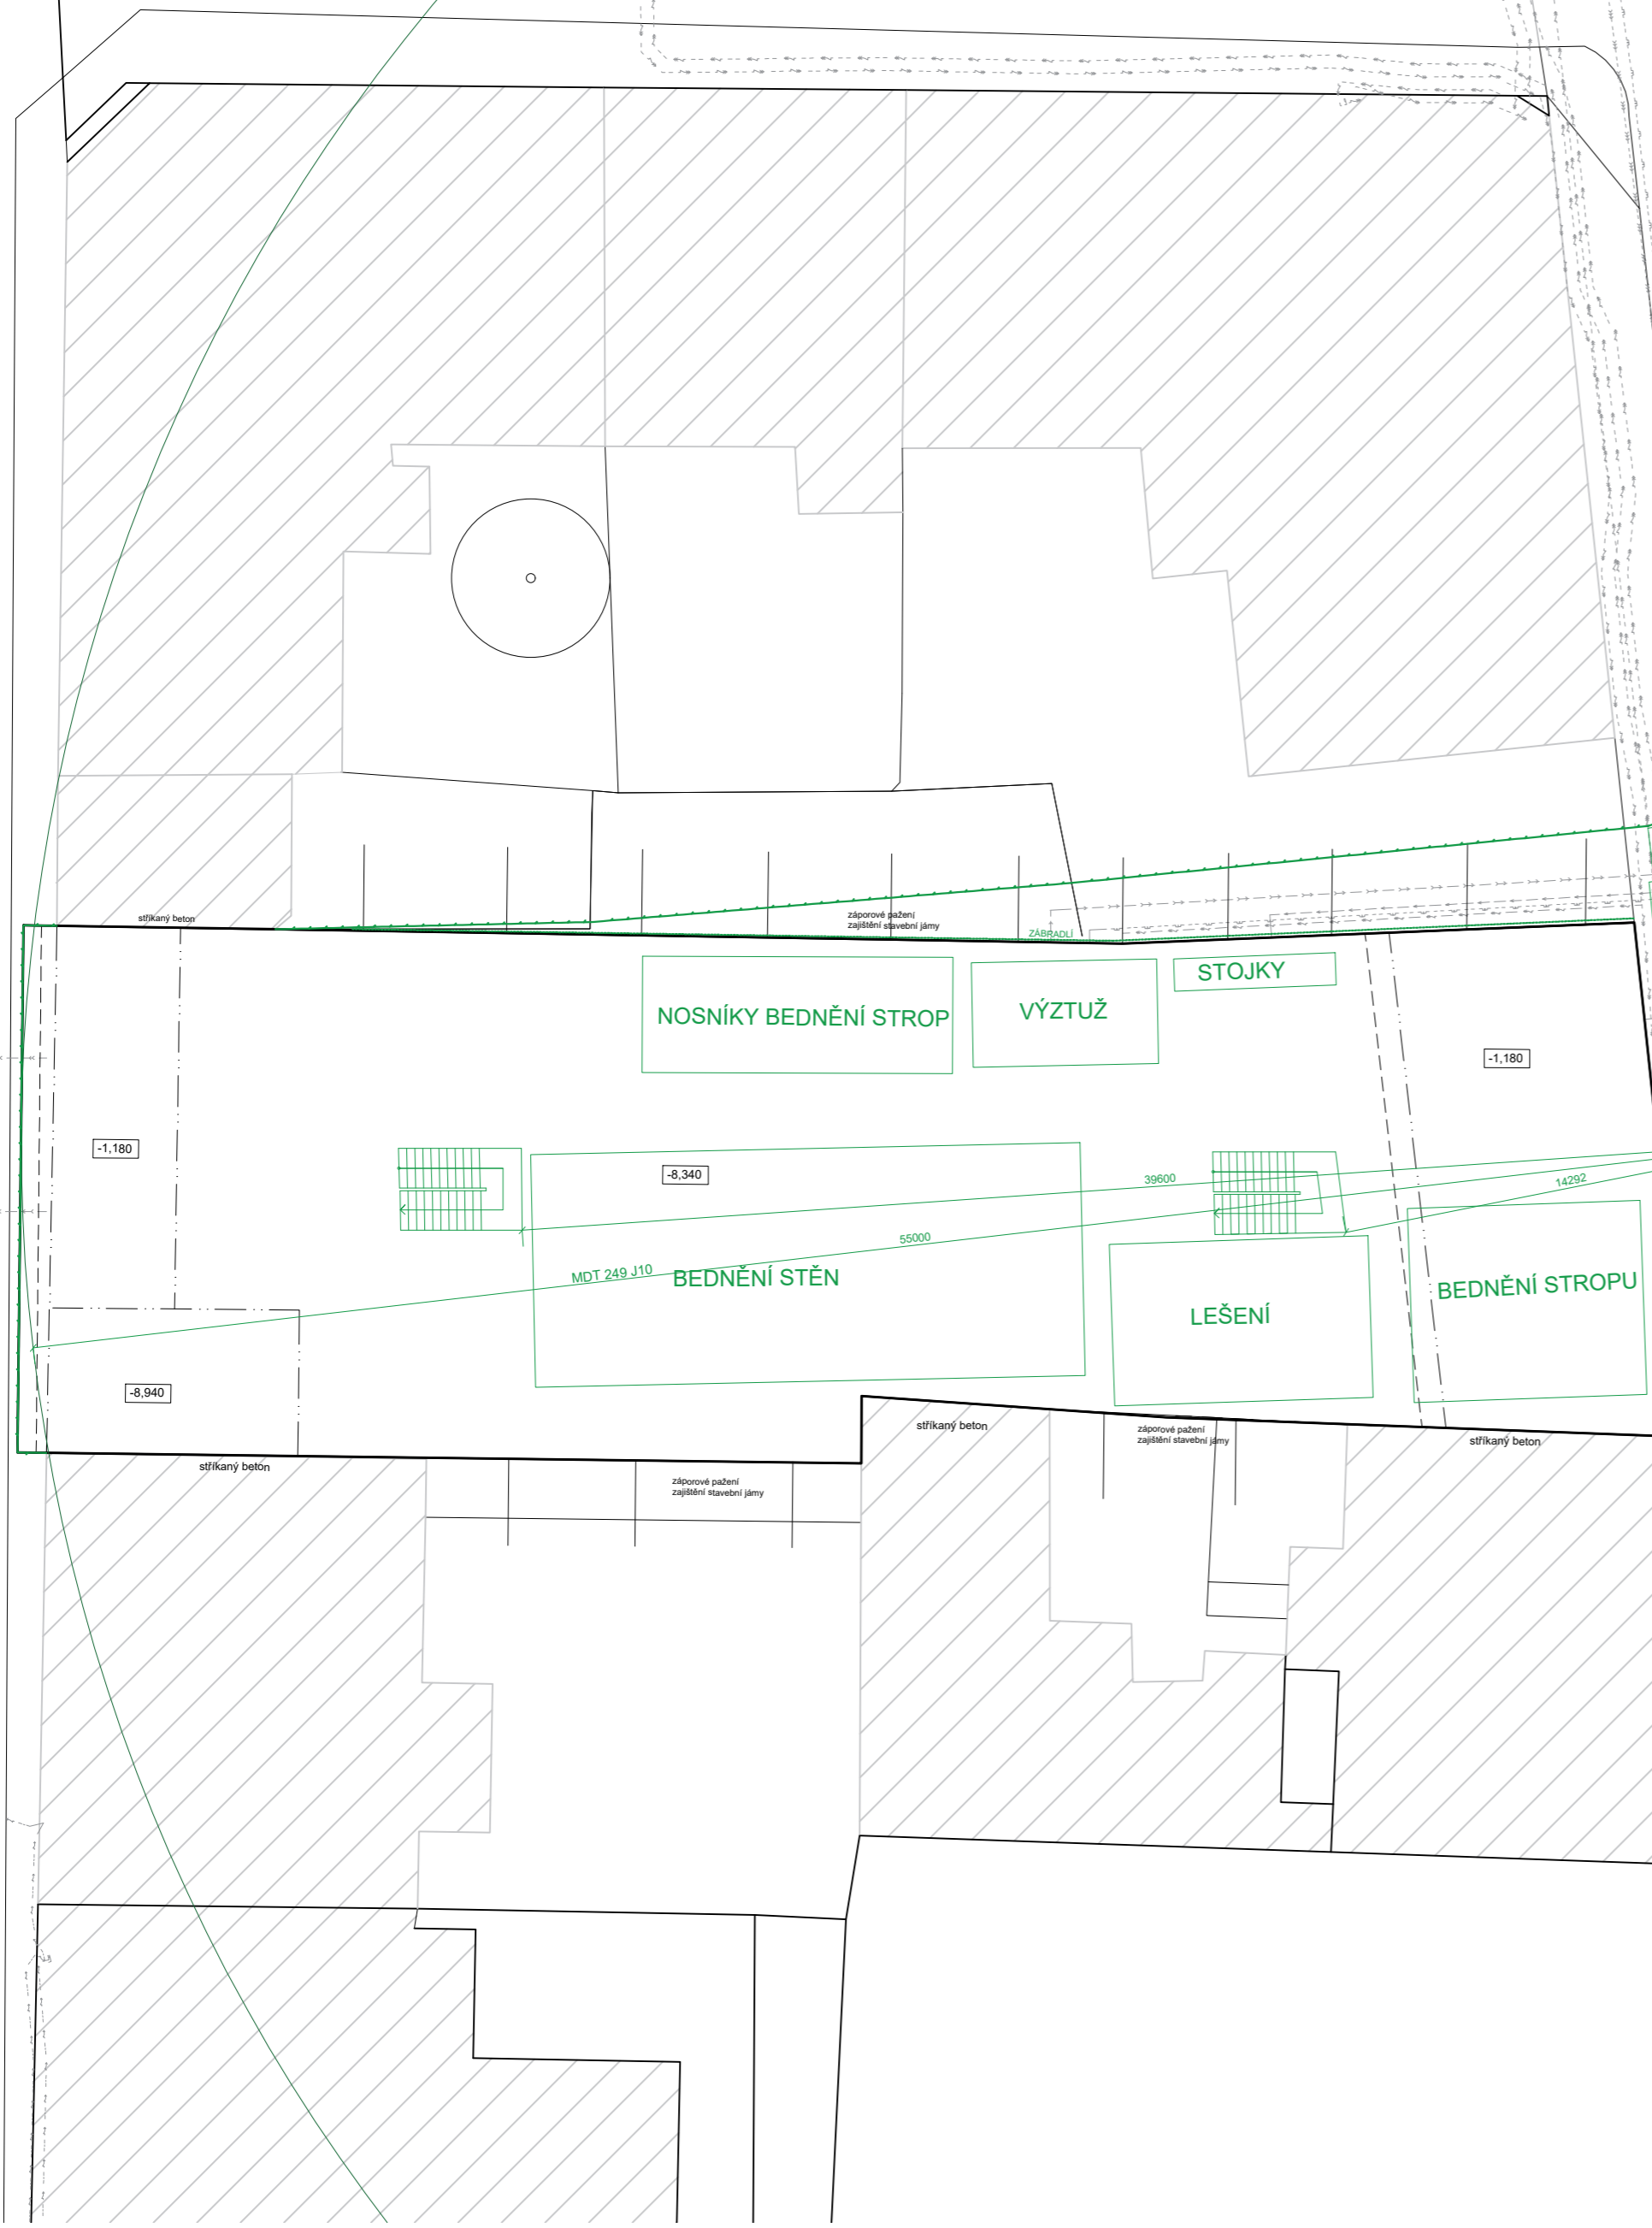 stříkaný beton
záporové pažení
zajištění stavební jámy
ZÁBRADLÍ
NOSNÍKY BEDNĚNÍ STROP
VÝZTUŽ
STOJKY
-1,180
-1,180
-8,340
39600
14292
55000
MDT 249 J10
BEDNĚNÍ STĚN
LEŠENÍ
BEDNĚNÍ STROPU
-8,940
stříkaný beton
záporové pažení
zajištění stavební jámy
stříkaný beton
stříkaný beton
záporové pažení
zajištění stavební jámy